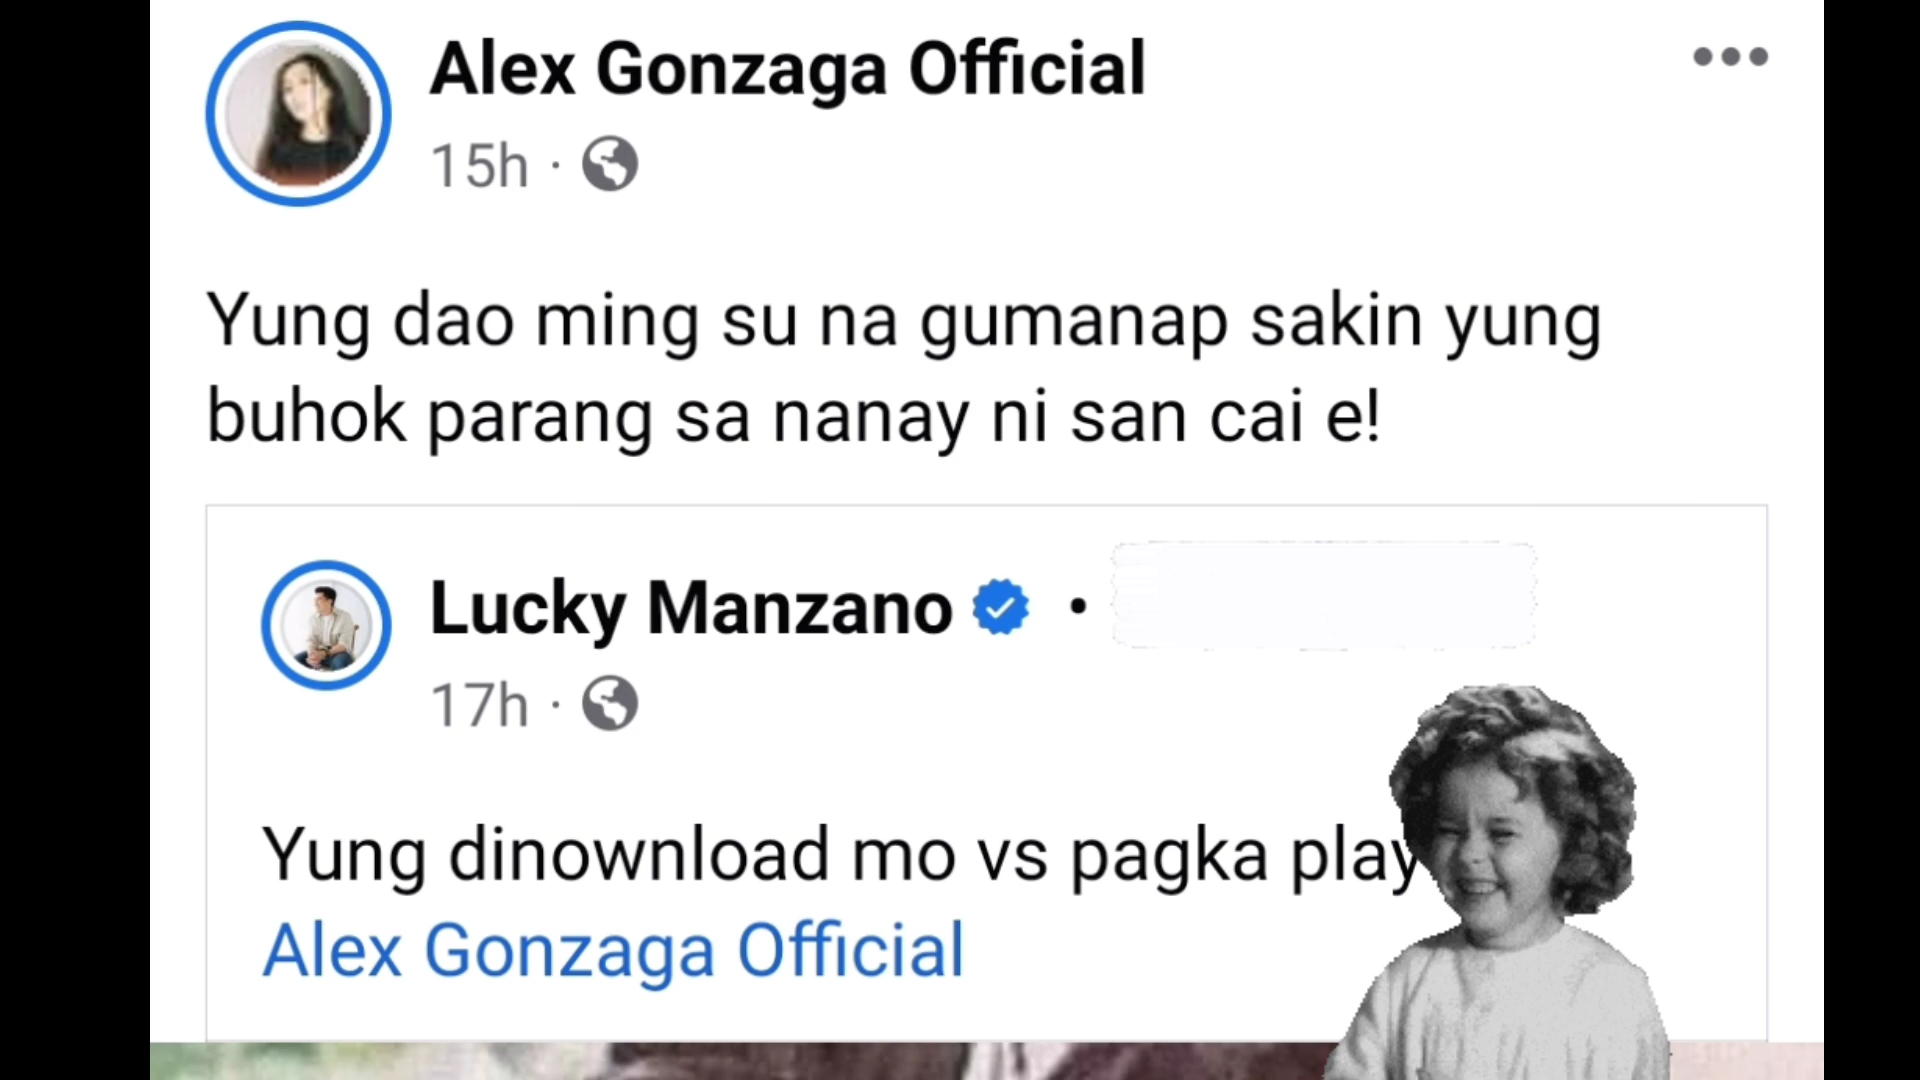 Alex Gonzaga Official
15h ·
Yung dao ming su na gumanap sakin yung
buhok parang sa nanay ni san cai e!
Lucky Manzano •
17h ·
Yung dinownload mo vs pagka play
Alex Gonzaga Official